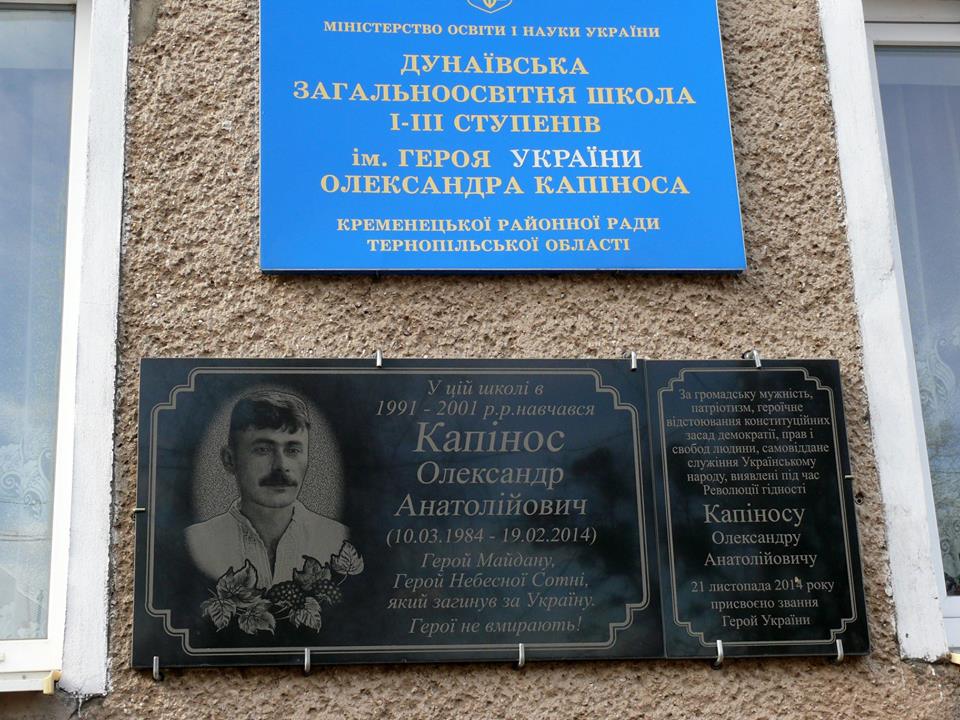 МІНІСТЕРСТВО ОСВІТИ І НАУКИ УКРАЇНИ
ДУНАЇВСЬКА
ЗАГАЛЬНООСВІТНЯ ШКОЛА
І-ІІІ СТУПЕНІВ
ім. ГЕРОЯ УКРАЇНИ
ОЛЕКСАНДРА КАПІНОСА
КРЕМЕНЕЦЬКОЇ РАЙОННОЇ РАДИ
ТЕРНОПІЛЬСЬКОЇ ОБЛАСТІ
У цій школі в
1991 - 2001 р.р.навчався
Капінос
Олександр
Анатолійович
(10.03.1984 - 19.02.2014)
Герой Майдану,
Герой Небесної Сотні,
який загинув за Україну.
Герої не вмирають!
За громадську мужність,
патріотизм, героїчне
відстоювання конституційних
засад демократії, прав і
свобод людини, самовіддане
служіння Українському
народу, виявлені під час
Революції гідності
Капіносу
Олександру
Анатолійовичу
21 листопада 2014 року
присвоєно звання
Герой України